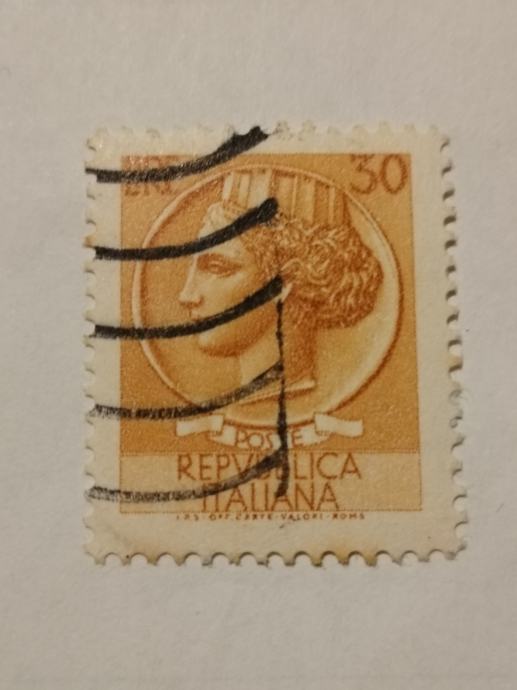 LIRE 30
POSTE
REPVBBLICA
ITALIANA
I.P.S. OFF. CARTE-VALORI-ROMA